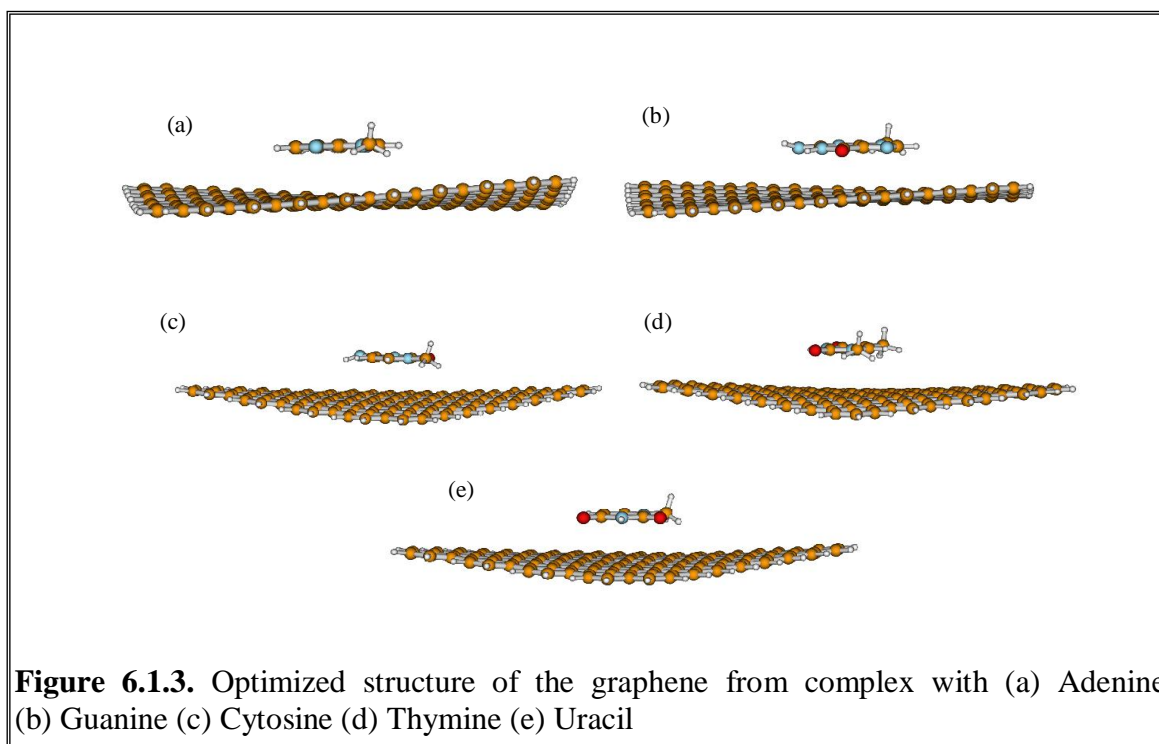 (a)
(b)
(c)
(d)
(e)
Figure 6.1.3. Optimized structure of the graphene from complex with (a) Adenine
(b) Guanine (c) Cytosine (d) Thymine (e) Uracil